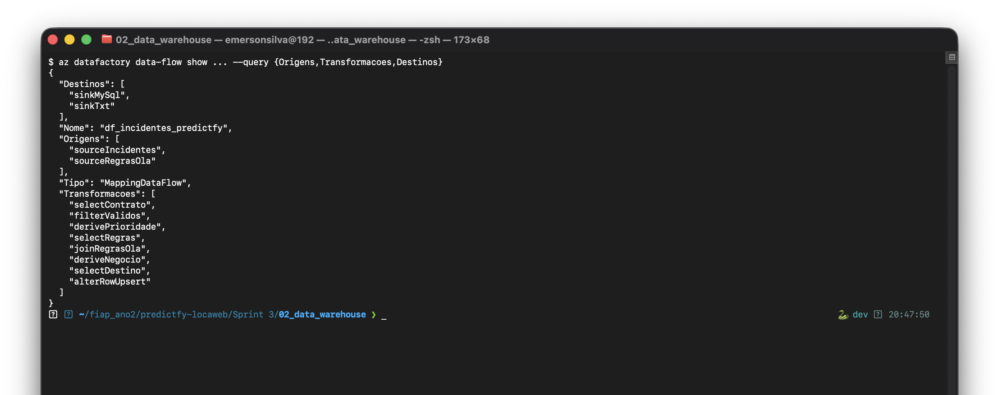 02_data_warehouse — emersonsilva@192 — ..ata_warehouse — -zsh — 173×68
$ az datafactory data-flow show ... --query {Origens,Transformacoes,Destinos}
{
  "Destinos": [
    "sinkMySql",
    "sinkTxt"
  ],
  "Nome": "df_incidentes_predictfy",
  "Origens": [
    "sourceIncidentes",
    "sourceRegrasOla"
  ],
  "Tipo": "MappingDataFlow",
  "Transformacoes": [
    "selectContrato",
    "filterValidos",
    "derivePrioridade",
    "selectRegras",
    "joinRegrasOla",
    "deriveNegocio",
    "selectDestino",
    "alterRowUpsert"
  ]
}
? ? ~/fiap_ano2/predictfy-locaweb/Sprint 3/02_data_warehouse ❯ _ 🐍 dev ? 20:47:50